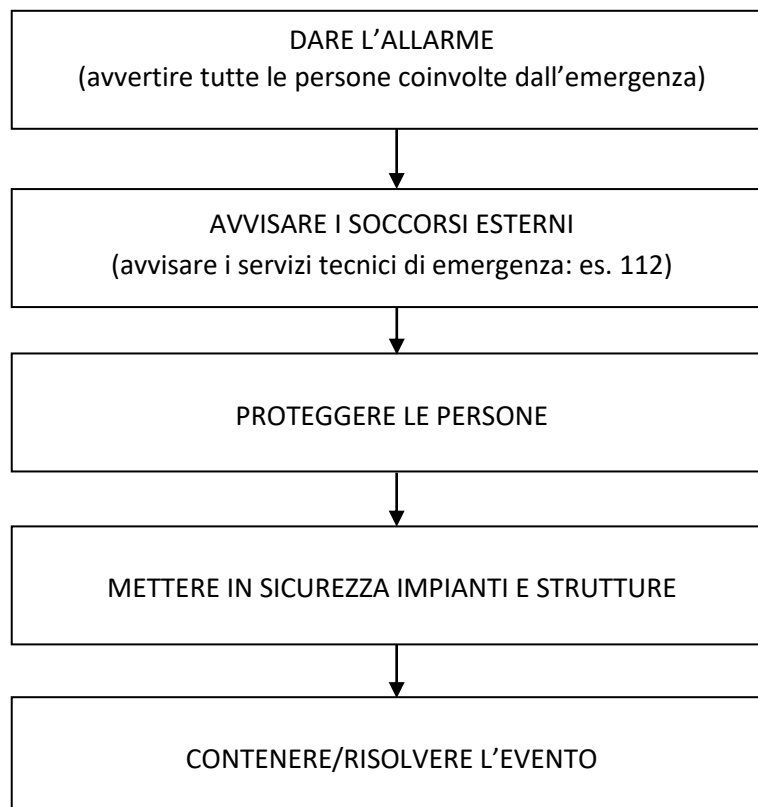 DARE L’ALLARME
(avvertire tutte le persone coinvolte dall’emergenza)
AVVISARE I SOCCORSI ESTERNI
(avvisare i servizi tecnici di emergenza: es. 112)
PROTEGGERE LE PERSONE
METTERE IN SICUREZZA IMPIANTI E STRUTTURE
CONTENERE/RISOLVERE L’EVENTO